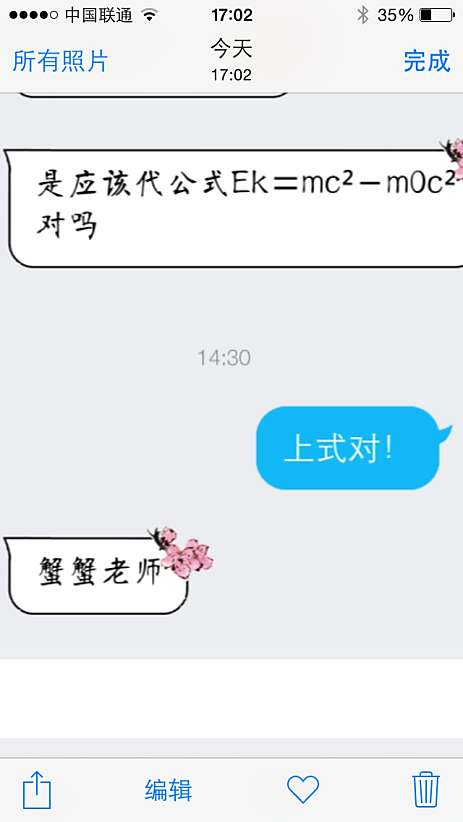 中国联通 17:02 35%
所有照片 今天 完成
17:02
是应该代公式Ek=mc²-m0c²
对吗
14:30
上式对!
蟹蟹老师
编辑